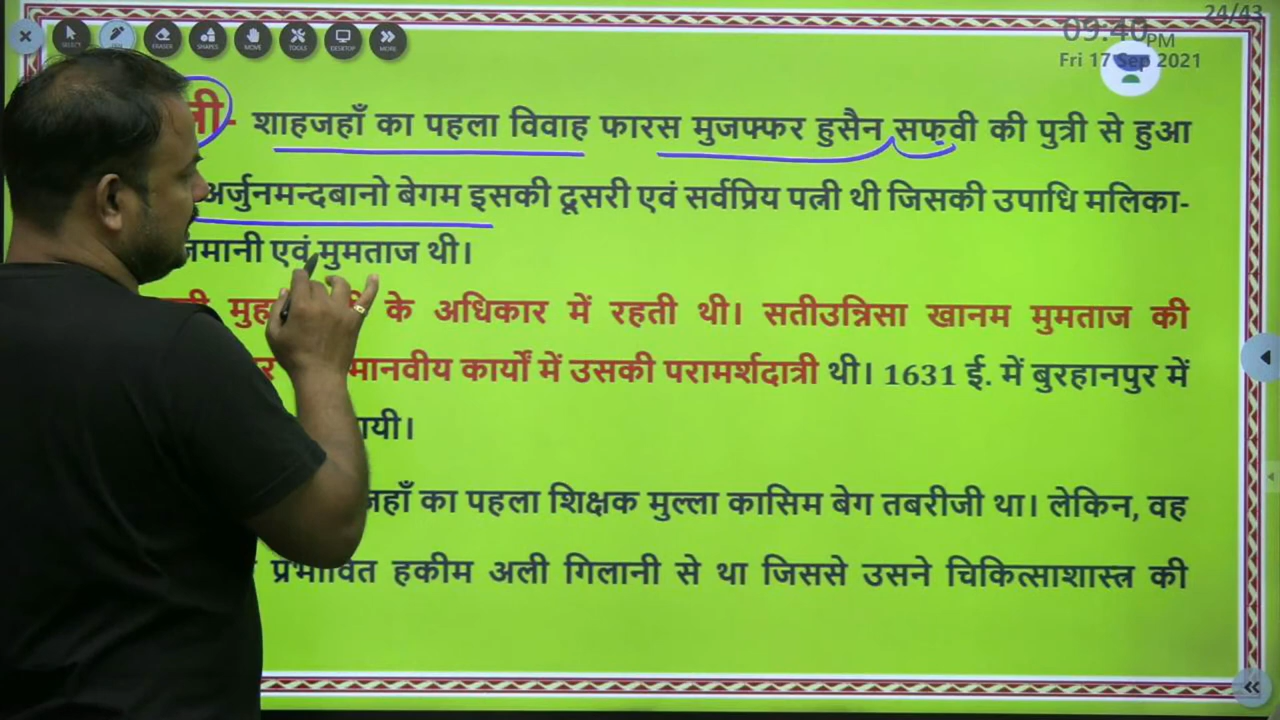 24/43
09:40PM
Fri 17 Sep 2021
SELECT PEN ERASER SHAPES MOVE TOOLS DESKTOP MORE
शाहजहाँ का पहला विवाह फारस मुजफ्फर हुसैन सफवी की पुत्री से हुआ
अर्जुनमन्दबानो बेगम इसकी दूसरी एवं सर्वप्रिय पत्नी थी जिसकी उपाधि मलिका-
एवं मुमताज थी।
के अधिकार में रहती थी। सतीउन्निसा खानम मुमताज की
मानवीय कार्यों में उसकी परामर्शदात्री थी। 1631 ई. में बुरहानपुर में
का पहला शिक्षक मुल्ला कासिम बेग तबरीजी था। लेकिन, वह
प्रभावित हकीम अली गिलानी से था जिससे उसने चिकित्साशास्त्र की